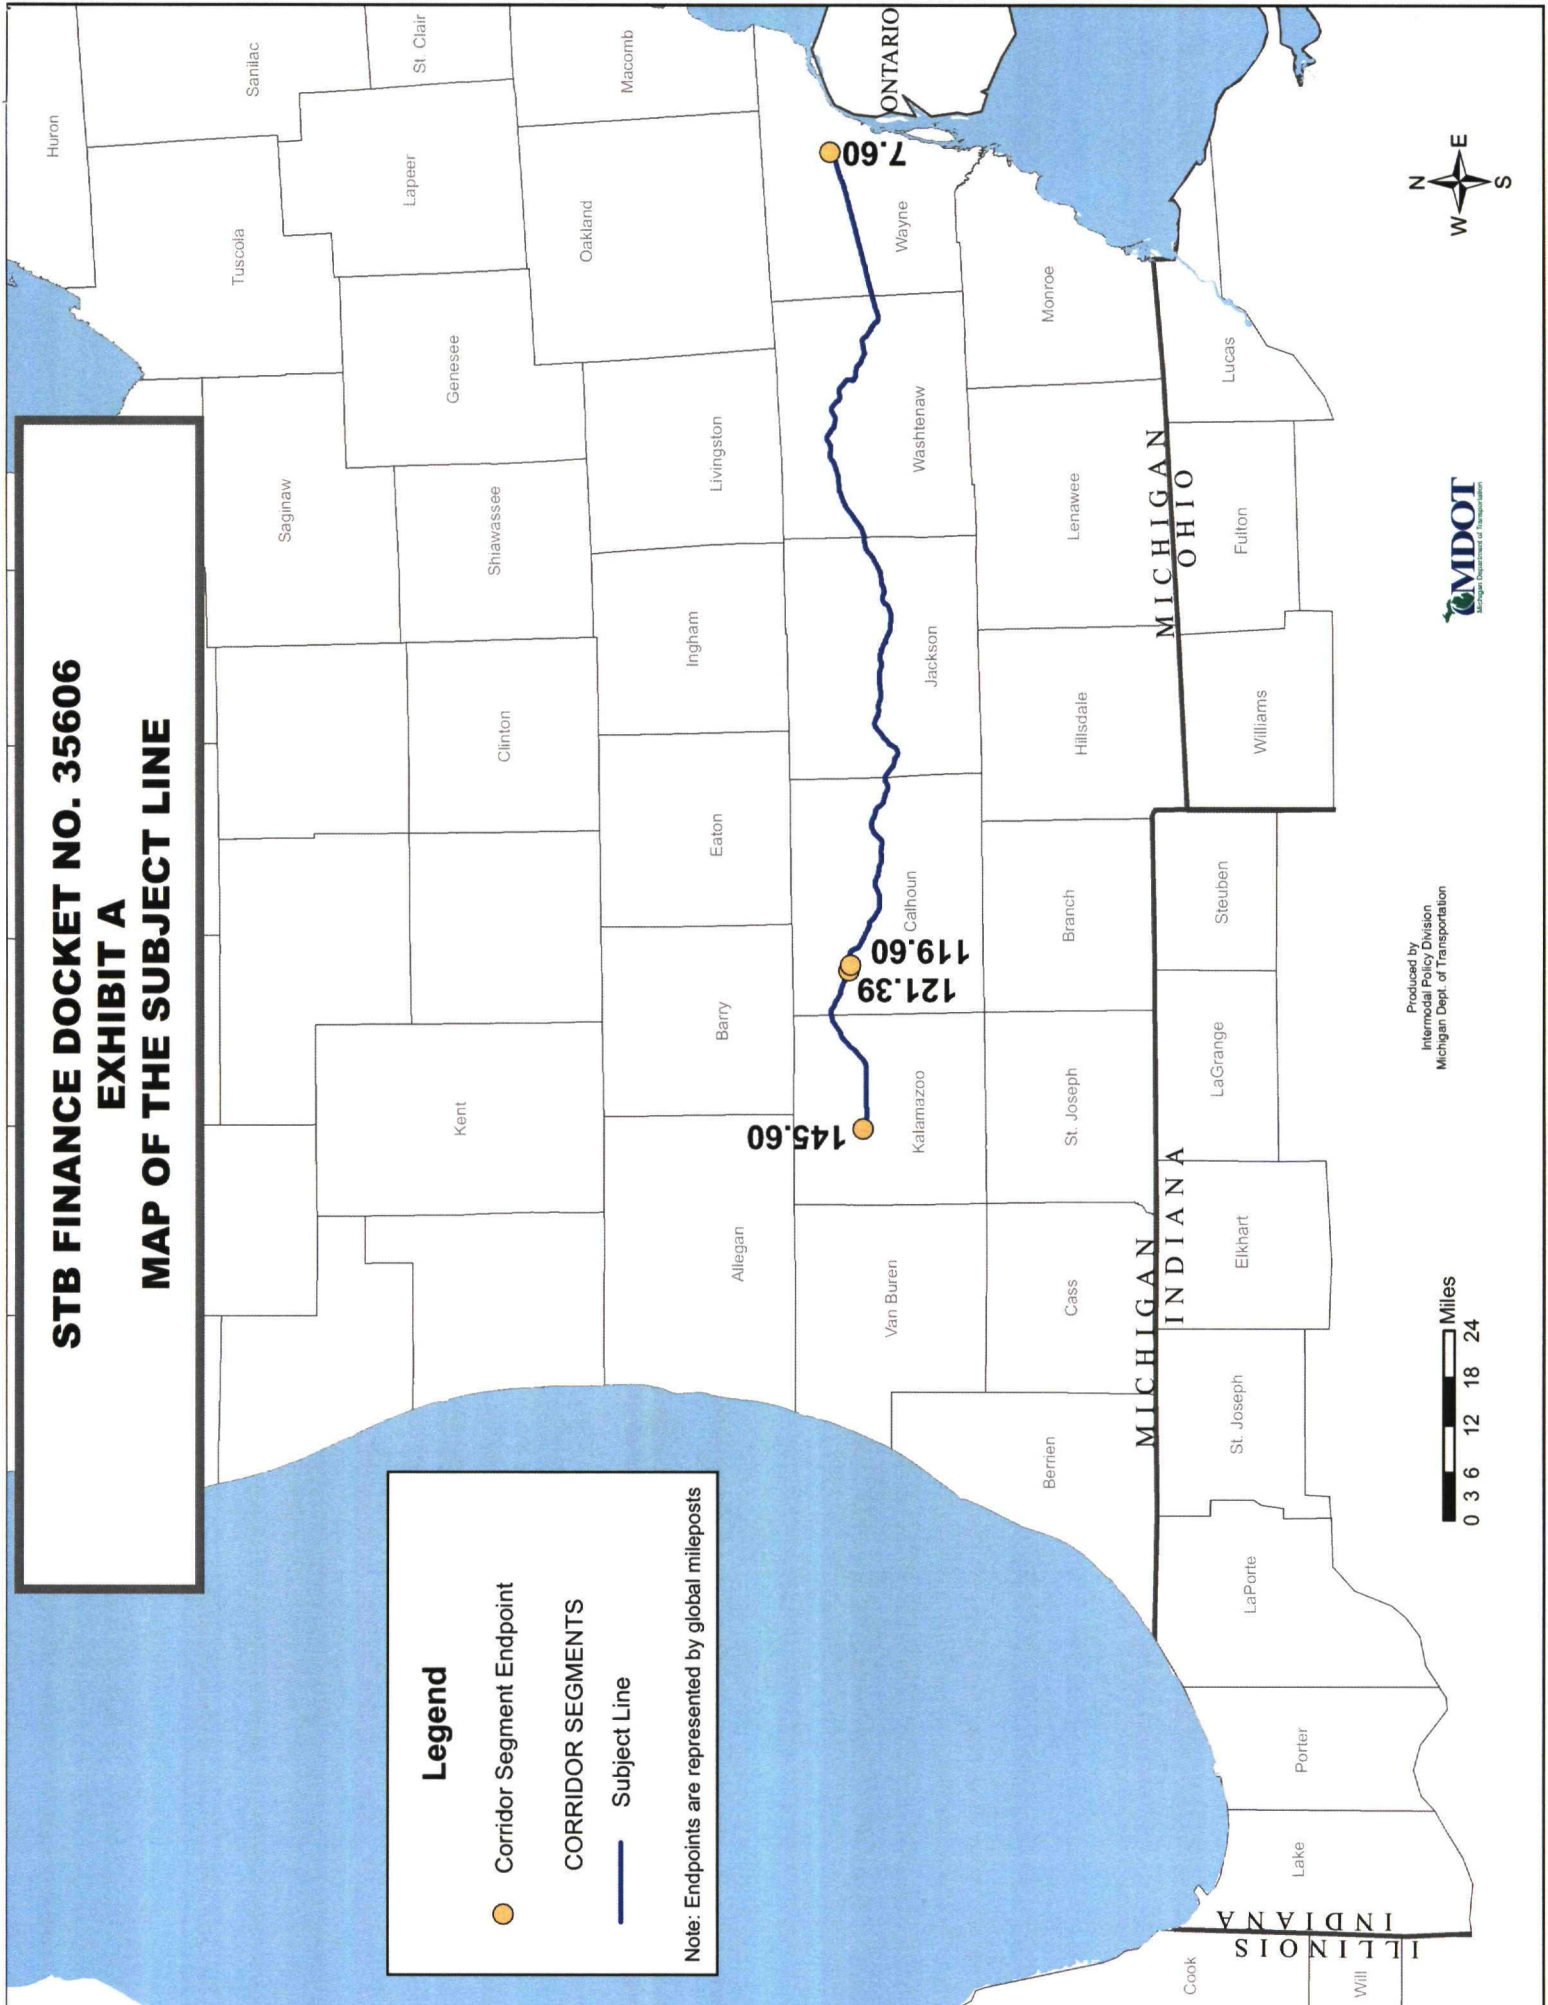 STB FINANCE DOCKET NO. 35606
EXHIBIT A
MAP OF THE SUBJECT LINE
Huron
Sanilac
St. Clair
Tuscola
Lapeer
Macomb
Saginaw
Genesee
Oakland
Shiawassee
Livingston
Clinton
Ingham
Kent
Eaton
Barry
Allegan
ONTARIO
7.60
Wayne
Washtenaw
Jackson
Calhoun
119.60
121.39
145.60
Kalamazoo
Van Buren
Monroe
Lenawee
Hillsdale
Branch
St. Joseph
Cass
Berrien
MICHIGAN
OHIO
MICHIGAN
INDIANA
Lucas
Fulton
Williams
Steuben
LaGrange
Elkhart
St. Joseph
LaPorte
Porter
Lake
ILLINOIS
INDIANA
Cook
Will
Legend
Corridor Segment Endpoint
CORRIDOR SEGMENTS
Subject Line
Note: Endpoints are represented by global mileposts
0 3 6 12 18 24
Miles
Produced by
Intermodal Policy Division
Michigan Dept. of Transportation
MDOT
Michigan Department of Transportation
N
W E
S